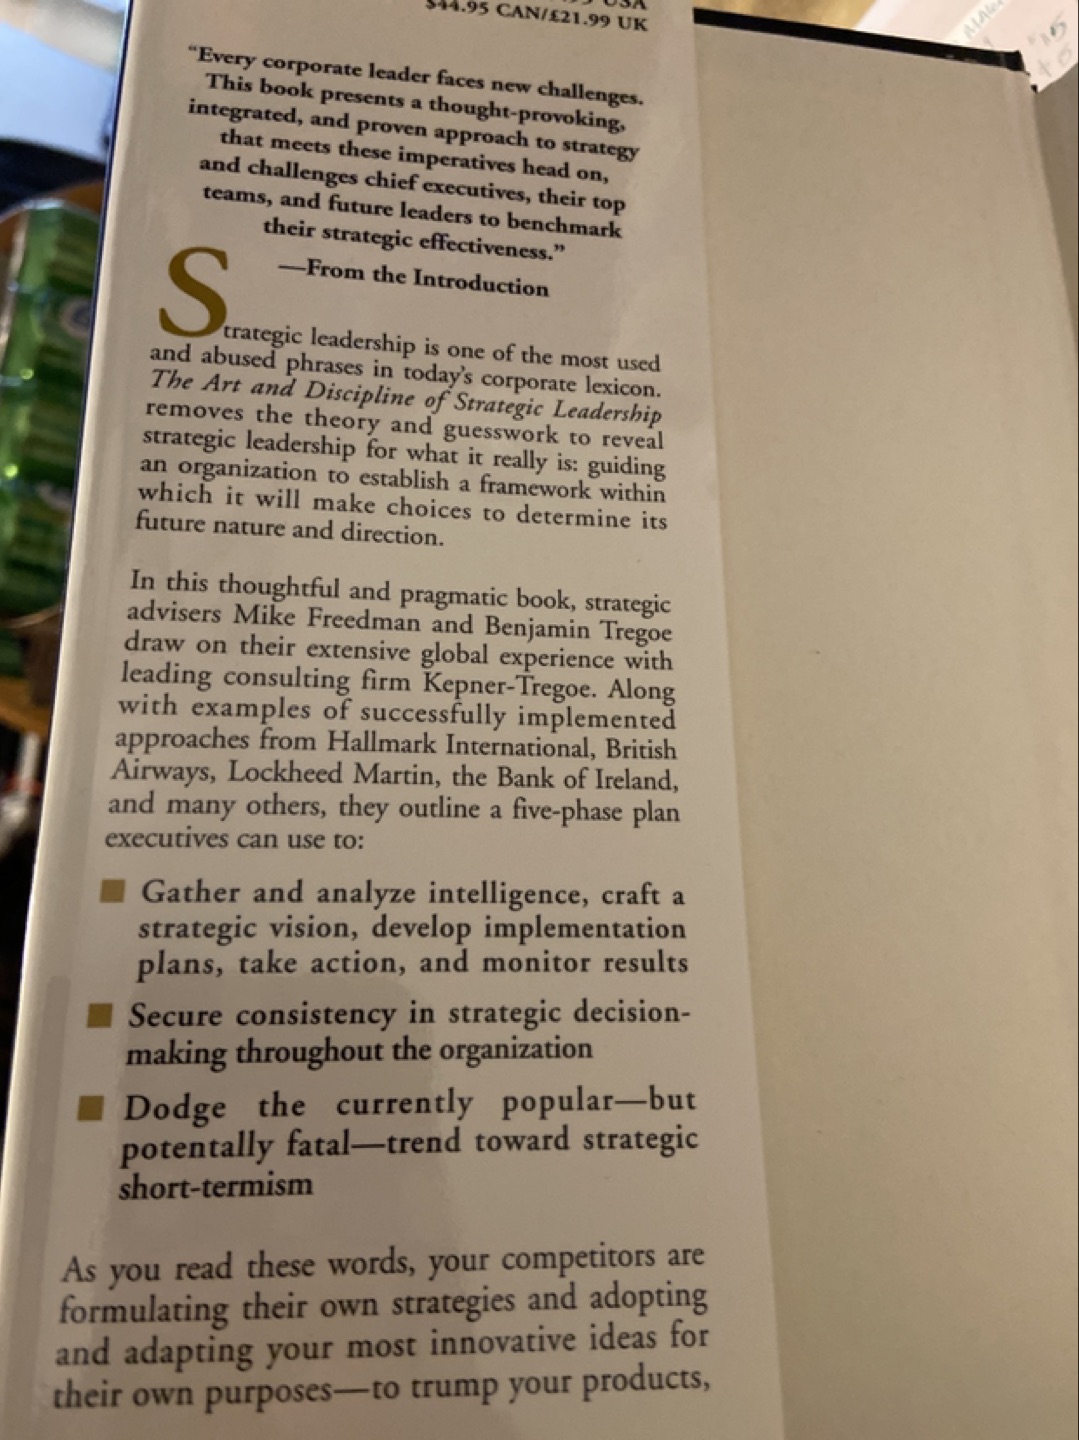 USA
$44.95 CAN/£21.99 UK
“Every corporate leader faces new challenges.
This book presents a thought-provoking,
integrated, and proven approach to strategy
that meets these imperatives head on,
and challenges chief executives, their top
teams, and future leaders to benchmark
their strategic effectiveness.”
—From the Introduction
Strategic leadership is one of the most used
and abused phrases in today’s corporate lexicon.
The Art and Discipline of Strategic Leadership
removes the theory and guesswork to reveal
strategic leadership for what it really is: guiding
an organization to establish a framework within
which it will make choices to determine its
future nature and direction.
In this thoughtful and pragmatic book, strategic
advisers Mike Freedman and Benjamin Tregoe
draw on their extensive global experience with
leading consulting firm Kepner-Tregoe. Along
with examples of successfully implemented
approaches from Hallmark International, British
Airways, Lockheed Martin, the Bank of Ireland,
and many others, they outline a five-phase plan
executives can use to:
■ Gather and analyze intelligence, craft a
strategic vision, develop implementation
plans, take action, and monitor results
■ Secure consistency in strategic decision-
making throughout the organization
■ Dodge the currently popular—but
potentally fatal—trend toward strategic
short-termism
As you read these words, your competitors are
formulating their own strategies and adopting
and adapting your most innovative ideas for
their own purposes—to trump your products,